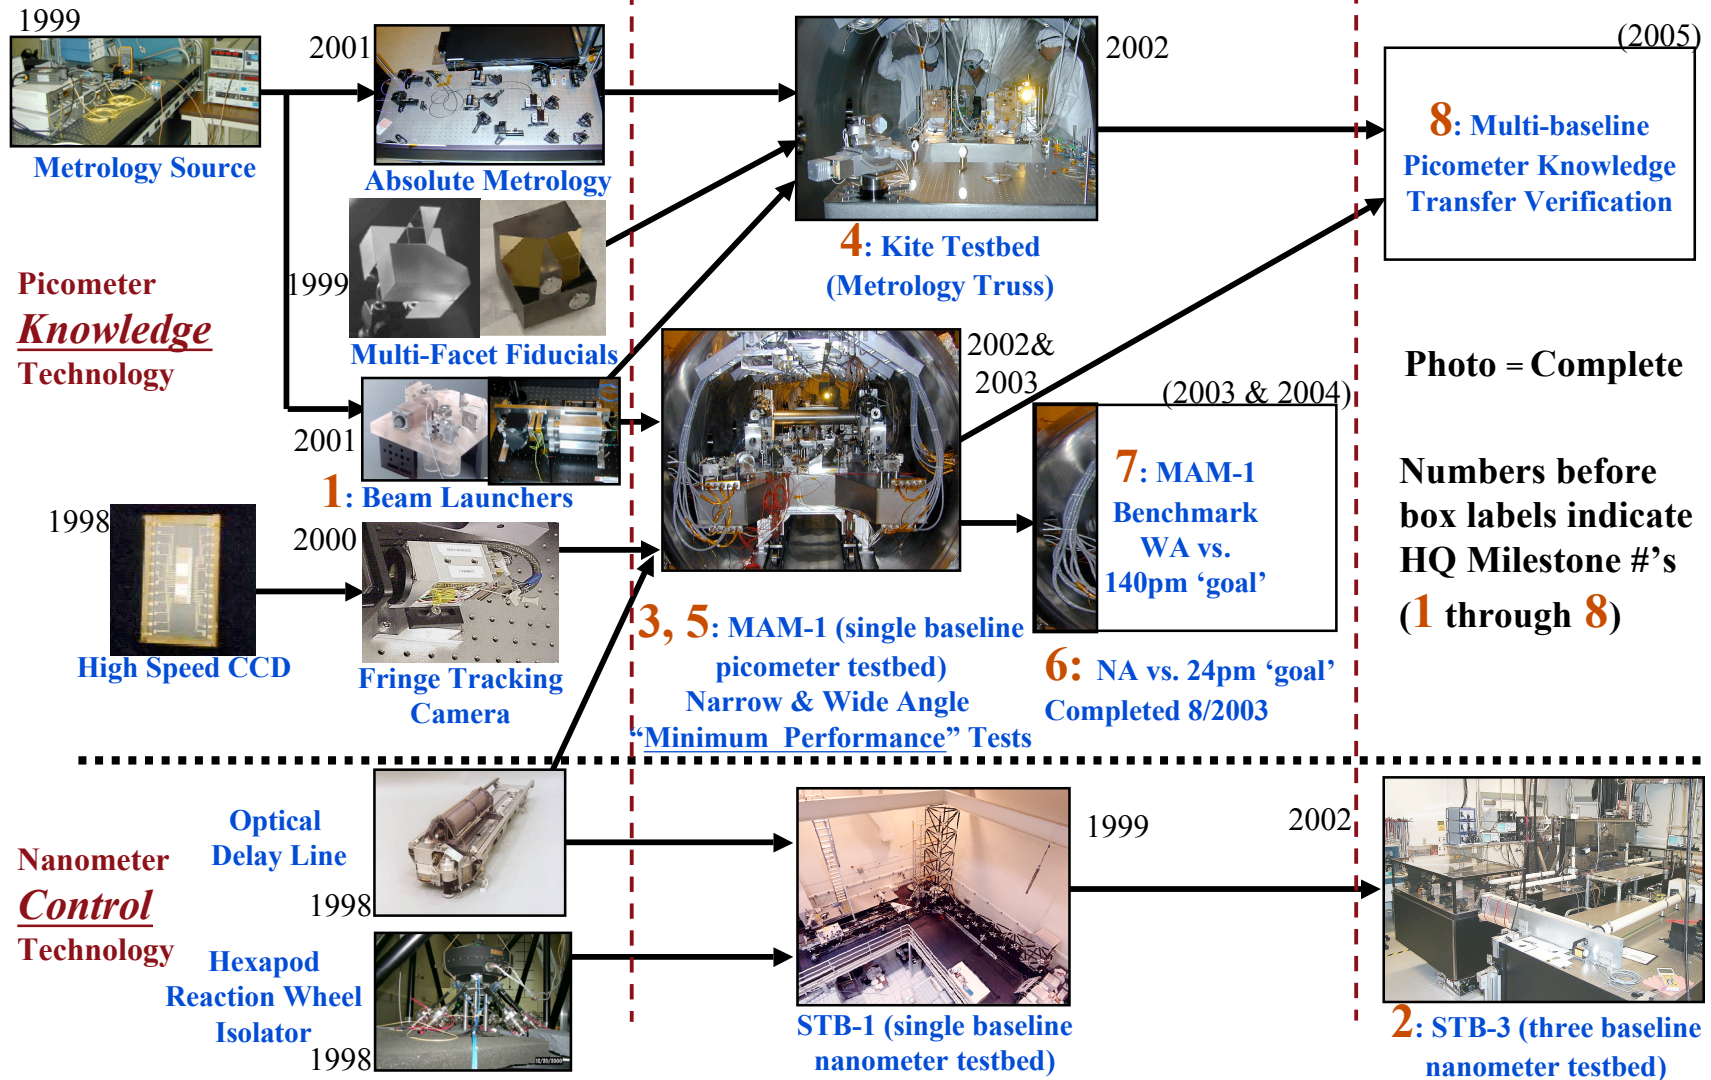 1999
Metrology Source
2001
Absolute Metrology
2002
4: Kite Testbed
(Metrology Truss)
(2005)
8: Multi-baseline
Picometer Knowledge
Transfer Verification
Picometer
Knowledge
Technology
1999
Multi-Facet Fiducials
2001
1: Beam Launchers
2002&
2003
(2003 & 2004)
7: MAM-1
Benchmark
WA vs.
140pm ‘goal’
6: NA vs. 24pm ‘goal’
Completed 8/2003
Photo = Complete
Numbers before
box labels indicate
HQ Milestone #'s
(1 through 8)
1998
High Speed CCD
2000
Fringe Tracking
Camera
3, 5: MAM-1 (single baseline
picometer testbed)
Narrow & Wide Angle
“Minimum Performance” Tests
Nanometer
Control
Technology
Optical
Delay Line
1998
Hexapod
Reaction Wheel
Isolator
1998
12/20/2000
1999
STB-1 (single baseline
nanometer testbed)
2002
2: STB-3 (three baseline
nanometer testbed)